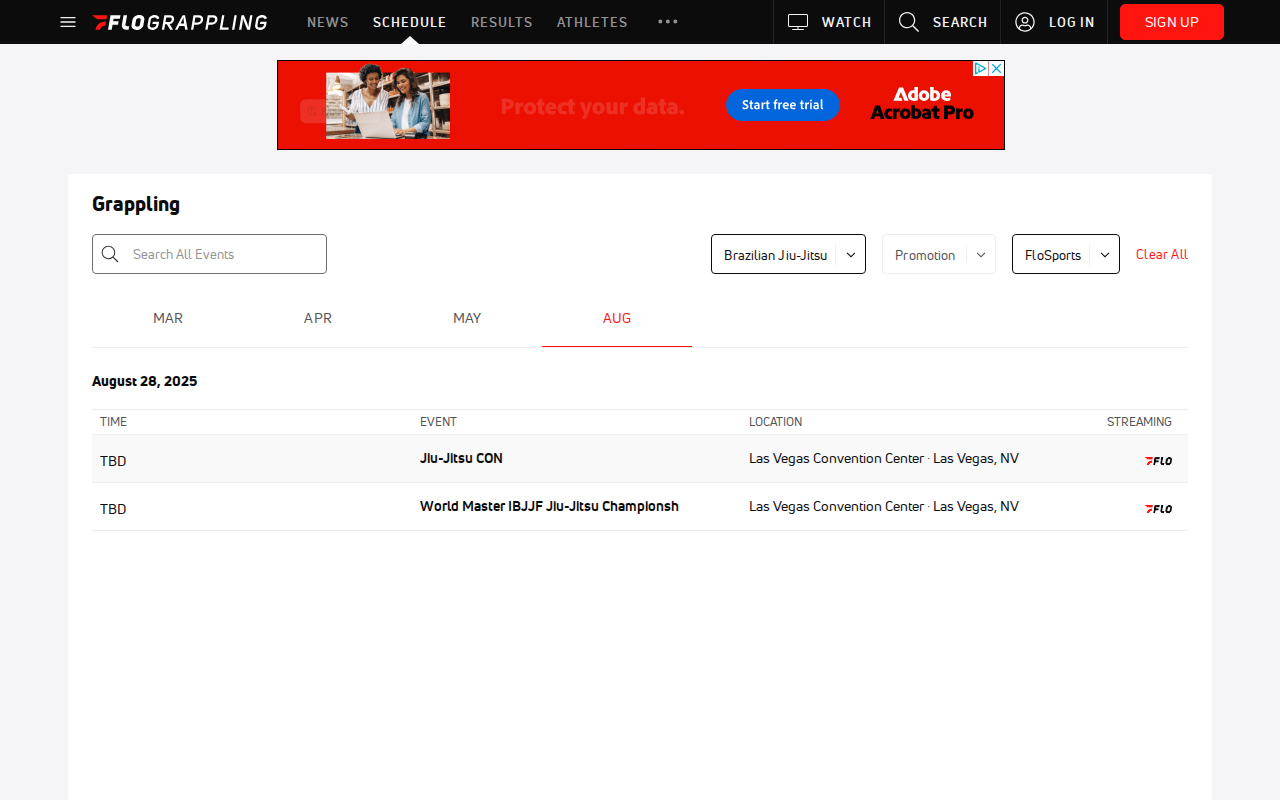 FLOGRAPPLING NEWS SCHEDULE RESULTS ATHLETES WATCH SEARCH LOG IN SIGN UP
Protect your data.
Start free trial
Adobe
Acrobat Pro
Grappling
Search All Events
Brazilian Jiu-Jitsu
Promotion
FloSports
Clear All
MAR APR MAY AUG
August 28, 2025
TIME EVENT LOCATION STREAMING
TBD Jiu-Jitsu CON Las Vegas Convention Center · Las Vegas, NV FLO
TBD World Master IBJJF Jiu-Jitsu Championsh Las Vegas Convention Center · Las Vegas, NV FLO